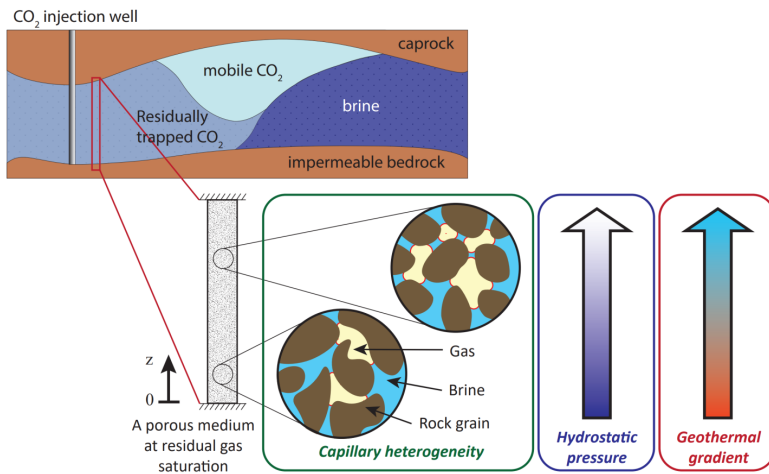 CO₂ injection well
caprock
mobile CO₂
Residually
trapped CO₂
brine
impermeable bedrock
z
0
A porous medium
at residual gas
saturation
Gas
Brine
Rock grain
Capillary heterogeneity
Hydrostatic
pressure
Geothermal
gradient